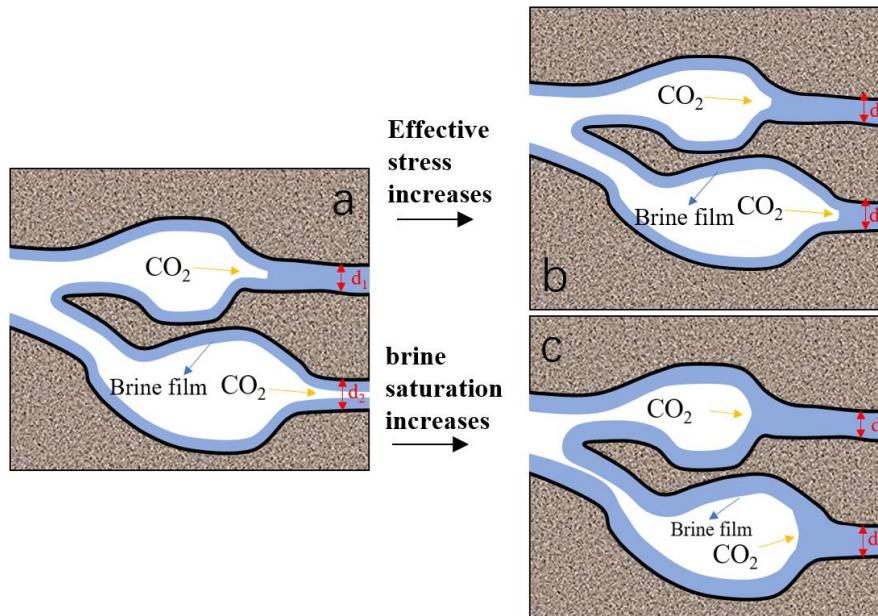 a
CO2
d1
Brine film
CO2
d2
Effective
stress
increases
brine
saturation
increases
CO2
d
Brine film
CO2
d
b
c
CO2
d
Brine film
CO2
d